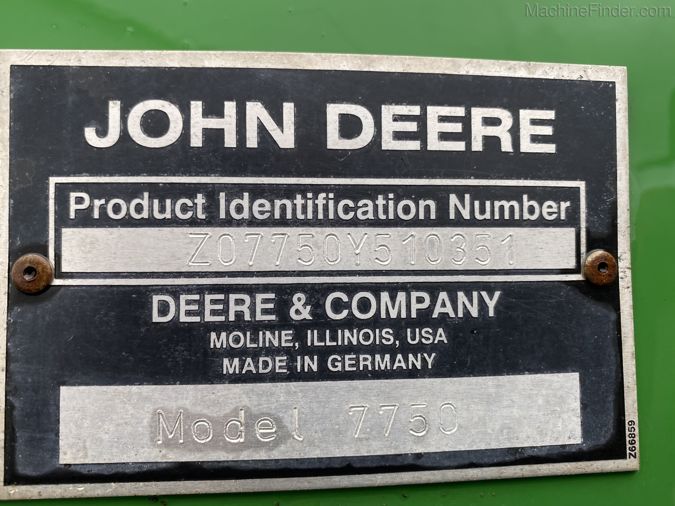 MachineFinder.com
JOHN DEERE
Product Identification Number
Z07750Y510351
DEERE & COMPANY
MOLINE, ILLINOIS, USA
MADE IN GERMANY
Model 7750
Z66859